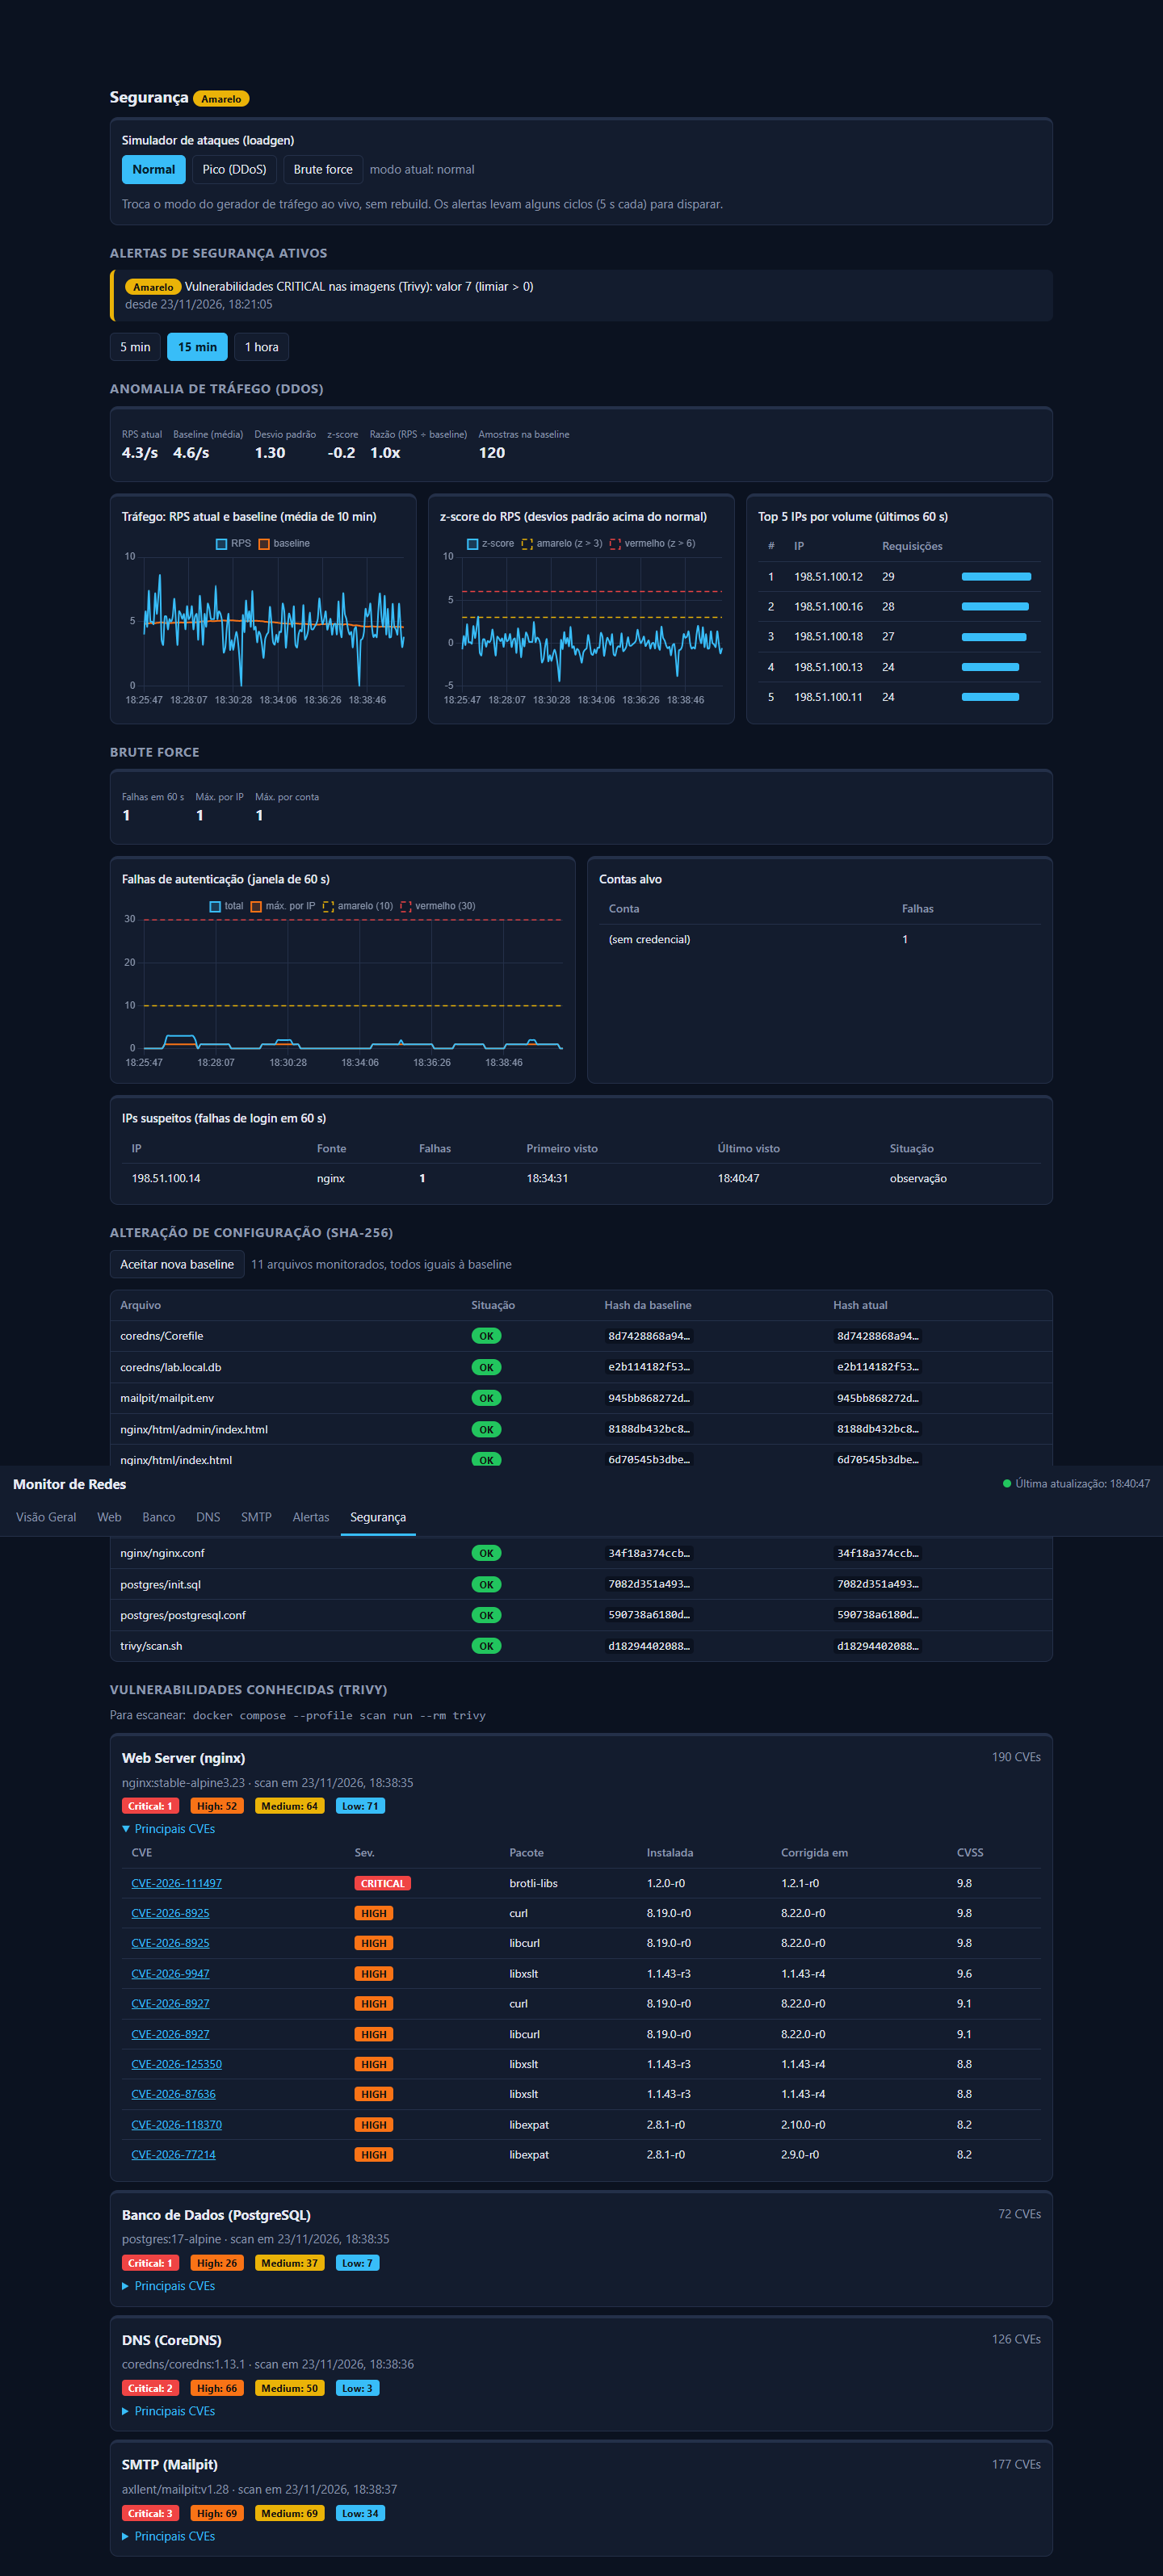 Segurança Amarelo
Simulador de ataques (loadgen)
Normal Pico (DDoS) Brute force modo atual: normal
Troca o modo do gerador de tráfego ao vivo, sem rebuild. Os alertas levam alguns ciclos (5 s cada) para disparar.
ALERTAS DE SEGURANÇA ATIVOS
Amarelo Vulnerabilidades CRITICAL nas imagens (Trivy): valor 7 (limiar > 0)
desde 23/11/2026, 18:21:05
5 min 15 min 1 hora
ANOMALIA DE TRÁFEGO (DDOS)
RPS atual Baseline (média) Desvio padrão z-score Razão (RPS ÷ baseline) Amostras na baseline
4.3/s 4.6/s 1.30 -0.2 1.0x 120
Tráfego: RPS atual e baseline (média de 10 min)
RPS baseline
10
5
0
18:25:47 18:28:07 18:30:28 18:34:06 18:36:26 18:38:46
z-score do RPS (desvios padrão acima do normal)
z-score amarelo (z > 3) vermelho (z > 6)
10
5
0
-5
18:25:47 18:28:07 18:30:28 18:34:06 18:36:26 18:38:46
Top 5 IPs por volume (últimos 60 s)
# IP Requisições
1 198.51.100.12 29
2 198.51.100.16 28
3 198.51.100.18 27
4 198.51.100.13 24
5 198.51.100.11 24
BRUTE FORCE
Falhas em 60 s Máx. por IP Máx. por conta
1 1 1
Falhas de autenticação (janela de 60 s)
total máx. por IP amarelo (10) vermelho (30)
30
20
10
0
18:25:47 18:28:07 18:30:28 18:34:06 18:36:26 18:38:46
Contas alvo
Conta Falhas
(sem credencial) 1
IPs suspeitos (falhas de login em 60 s)
IP Fonte Falhas Primeiro visto Último visto Situação
198.51.100.14 nginx 1 18:34:31 18:40:47 observação
ALTERAÇÃO DE CONFIGURAÇÃO (SHA-256)
Aceitar nova baseline 11 arquivos monitorados, todos iguais à baseline
Arquivo Situação Hash da baseline Hash atual
coredns/Corefile OK 8d7428868a94… 8d7428868a94…
coredns/lab.local.db OK e2b114182f53… e2b114182f53…
mailpit/mailpit.env OK 945bb868272d… 945bb868272d…
nginx/html/admin/index.html OK 8188db432bc8… 8188db432bc8…
nginx/html/index.html OK 6d70545b3dbe… 6d70545b3dbe…
Monitor de Redes Última atualização: 18:40:47
Visão Geral Web Banco DNS SMTP Alertas Segurança
nginx/nginx.conf OK 34f18a374ccb… 34f18a374ccb…
postgres/init.sql OK 7082d351a493… 7082d351a493…
postgres/postgresql.conf OK 590738a6180d… 590738a6180d…
trivy/scan.sh OK d18294402088… d18294402088…
VULNERABILIDADES CONHECIDAS (TRIVY)
Para escanear: docker compose --profile scan run --rm trivy
Web Server (nginx) 190 CVEs
nginx:stable-alpine3.23 · scan em 23/11/2026, 18:38:35
Critical: 1 High: 52 Medium: 64 Low: 71
Principais CVEs
CVE Sev. Pacote Instalada Corrigida em CVSS
CVE-2026-111497 CRITICAL brotli-libs 1.2.0-r0 1.2.1-r0 9.8
CVE-2026-8925 HIGH curl 8.19.0-r0 8.22.0-r0 9.8
CVE-2026-8925 HIGH libcurl 8.19.0-r0 8.22.0-r0 9.8
CVE-2026-9947 HIGH libxslt 1.1.43-r3 1.1.43-r4 9.6
CVE-2026-8927 HIGH curl 8.19.0-r0 8.22.0-r0 9.1
CVE-2026-8927 HIGH libcurl 8.19.0-r0 8.22.0-r0 9.1
CVE-2026-125350 HIGH libxslt 1.1.43-r3 1.1.43-r4 8.8
CVE-2026-87636 HIGH libxslt 1.1.43-r3 1.1.43-r4 8.8
CVE-2026-118370 HIGH libexpat 2.8.1-r0 2.10.0-r0 8.2
CVE-2026-77214 HIGH libexpat 2.8.1-r0 2.9.0-r0 8.2
Banco de Dados (PostgreSQL) 72 CVEs
postgres:17-alpine · scan em 23/11/2026, 18:38:35
Critical: 1 High: 26 Medium: 37 Low: 7
Principais CVEs
DNS (CoreDNS) 126 CVEs
coredns/coredns:1.13.1 · scan em 23/11/2026, 18:38:36
Critical: 2 High: 66 Medium: 50 Low: 3
Principais CVEs
SMTP (Mailpit) 177 CVEs
axllent/mailpit:v1.28 · scan em 23/11/2026, 18:38:37
Critical: 3 High: 69 Medium: 69 Low: 34
Principais CVEs